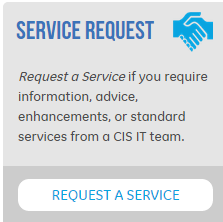 SERVICE REQUEST
Request a Service if you require
information, advice,
enhancements, or standard
services from a CIS IT team.
REQUEST A SERVICE